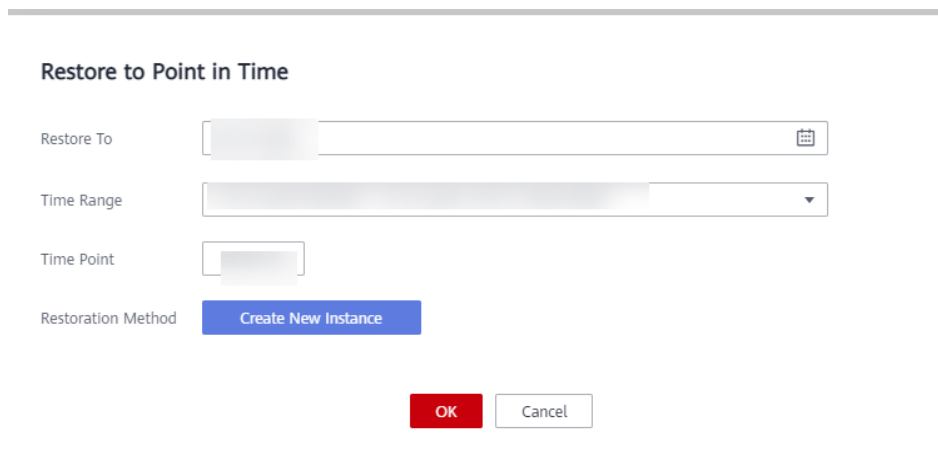 Restore to Point in Time
Restore To
Time Range
Time Point
Restoration Method Create New Instance
OK Cancel